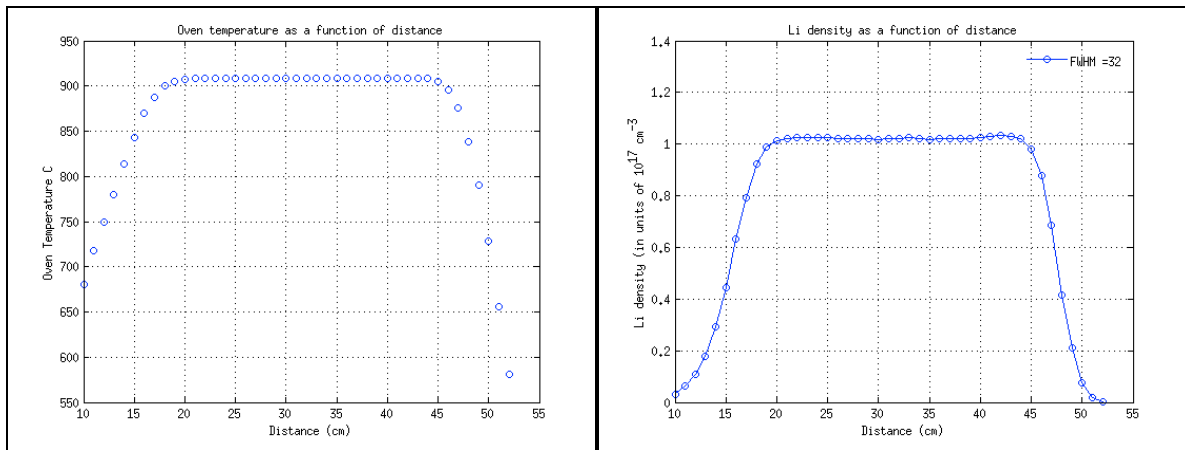 Oven temperature as a function of distance
950
900
850
800
750
700
650
600
550
Oven Temperature C
10 15 20 25 30 35 40 45 50 55
Distance (cm)
Li density as a function of distance
FWHM =32
1.4
1.2
1
0.8
0.6
0.4
0.2
0
Li density (in units of 10^17 cm^-3
10 15 20 25 30 35 40 45 50 55
Distance (cm)